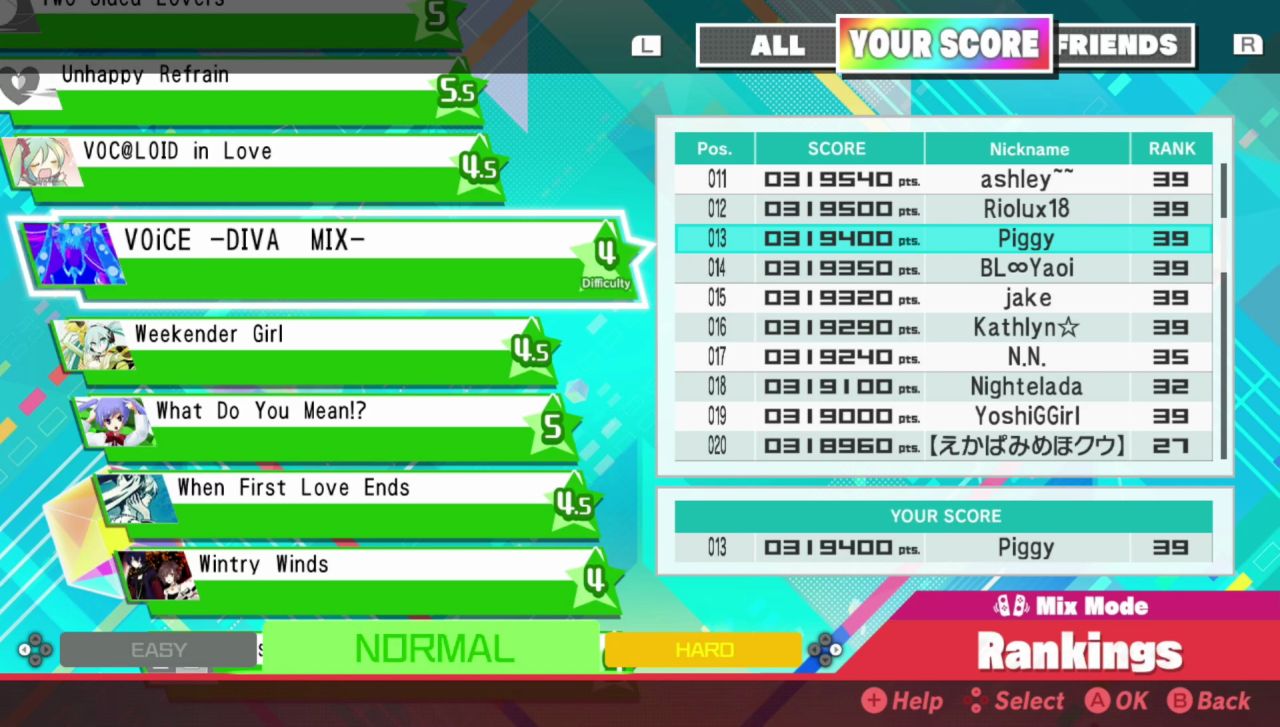 Two Sided Lovers
5
Unhappy Refrain
5.5
VOC@LOID in Love
4.5
VOiCE -DIVA MIX-
4
Difficulty
Weekender Girl
4.5
What Do You Mean!?
5
When First Love Ends
4.5
Wintry Winds
4
EASY
NORMAL
HARD
L
ALL
YOUR SCORE
FRIENDS
R
Pos. SCORE Nickname RANK
011 0319540 pts. ashley~~ 39
012 0319500 pts. Riolux18 39
013 0319400 pts. Piggy 39
014 0319350 pts. BL∞Yaoi 39
015 0319320 pts. jake 39
016 0319290 pts. Kathlyn☆ 39
017 0319240 pts. N.N. 35
018 0319100 pts. Nightelada 32
019 0319000 pts. YoshiGGirl 39
020 0318960 pts. 【えかぱみめほクウ】 27
YOUR SCORE
013 0319400 pts. Piggy 39
Mix Mode
Rankings
+ Help Select A OK B Back